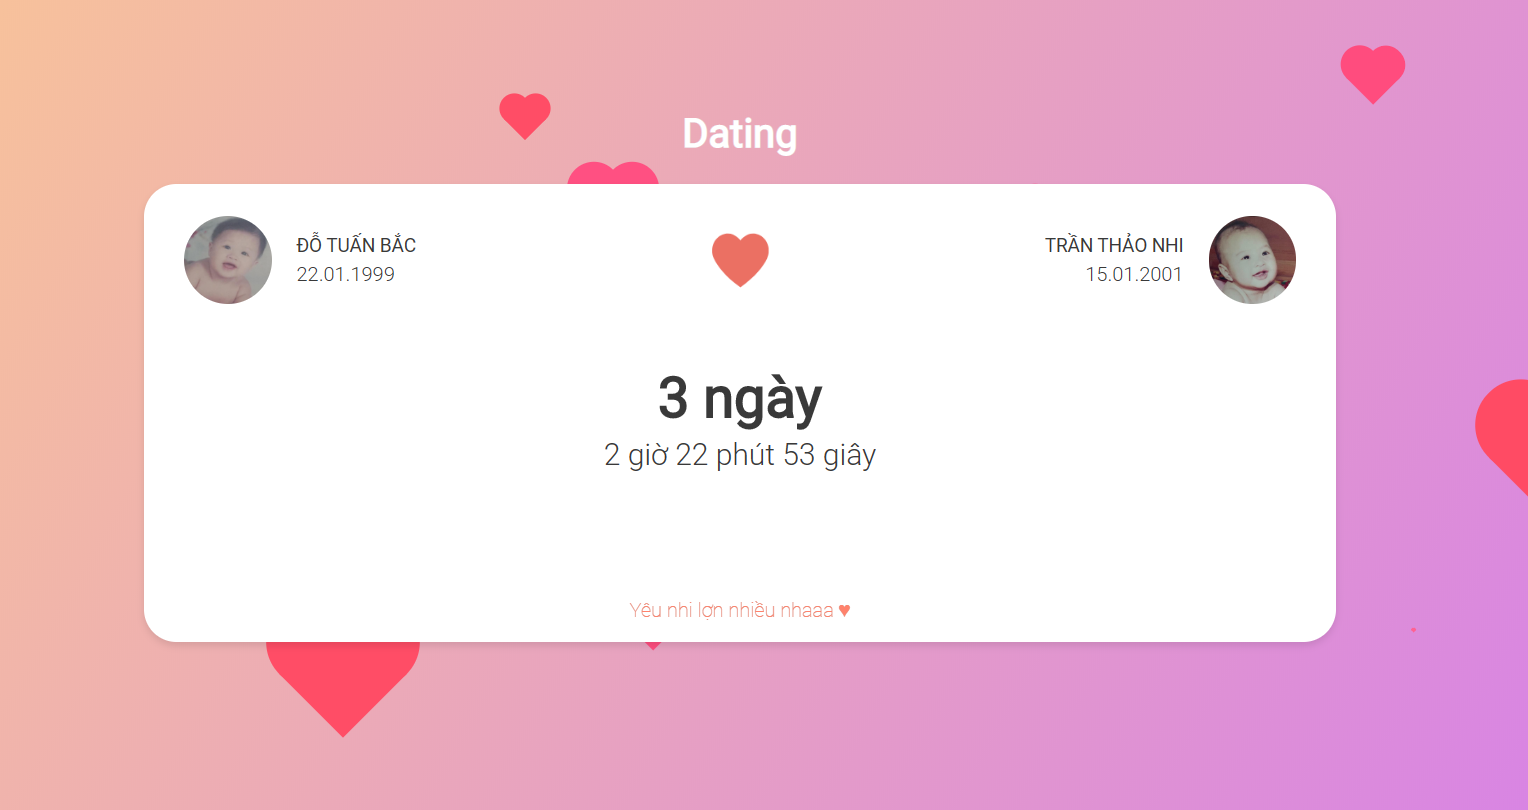 Dating
ĐỖ TUẤN BẮC
22.01.1999
TRẦN THẢO NHI
15.01.2001
3 ngày
2 giờ 22 phút 53 giây
Yêu nhi lợn nhiều nhaaa ♥